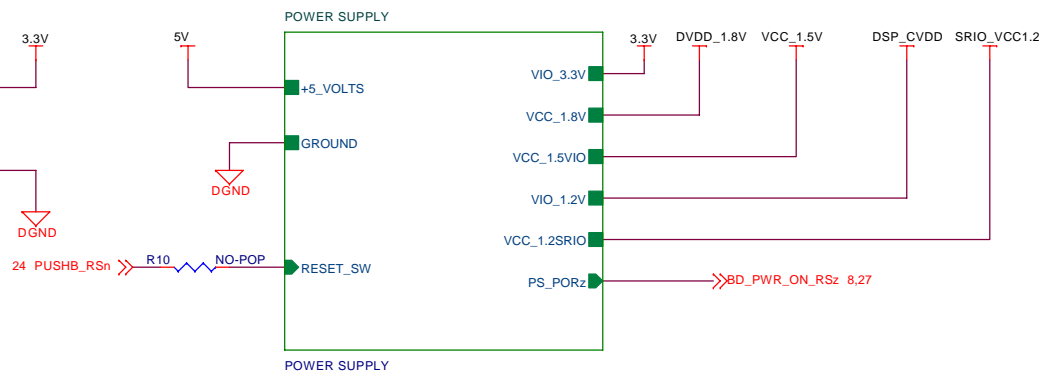 POWER SUPPLY
3.3V
5V
3.3V
DVDD_1.8V
VCC_1.5V
DSP_CVDD
SRIO_VCC1.2
VIO_3.3V
+5_VOLTS
VCC_1.8V
GROUND
VCC_1.5VIO
DGND
VIO_1.2V
DGND
VCC_1.2SRIO
24 PUSHB_RSn
R10
NO-POP
RESET_SW
PS_PORz
BD_PWR_ON_RSz 8,27
POWER SUPPLY